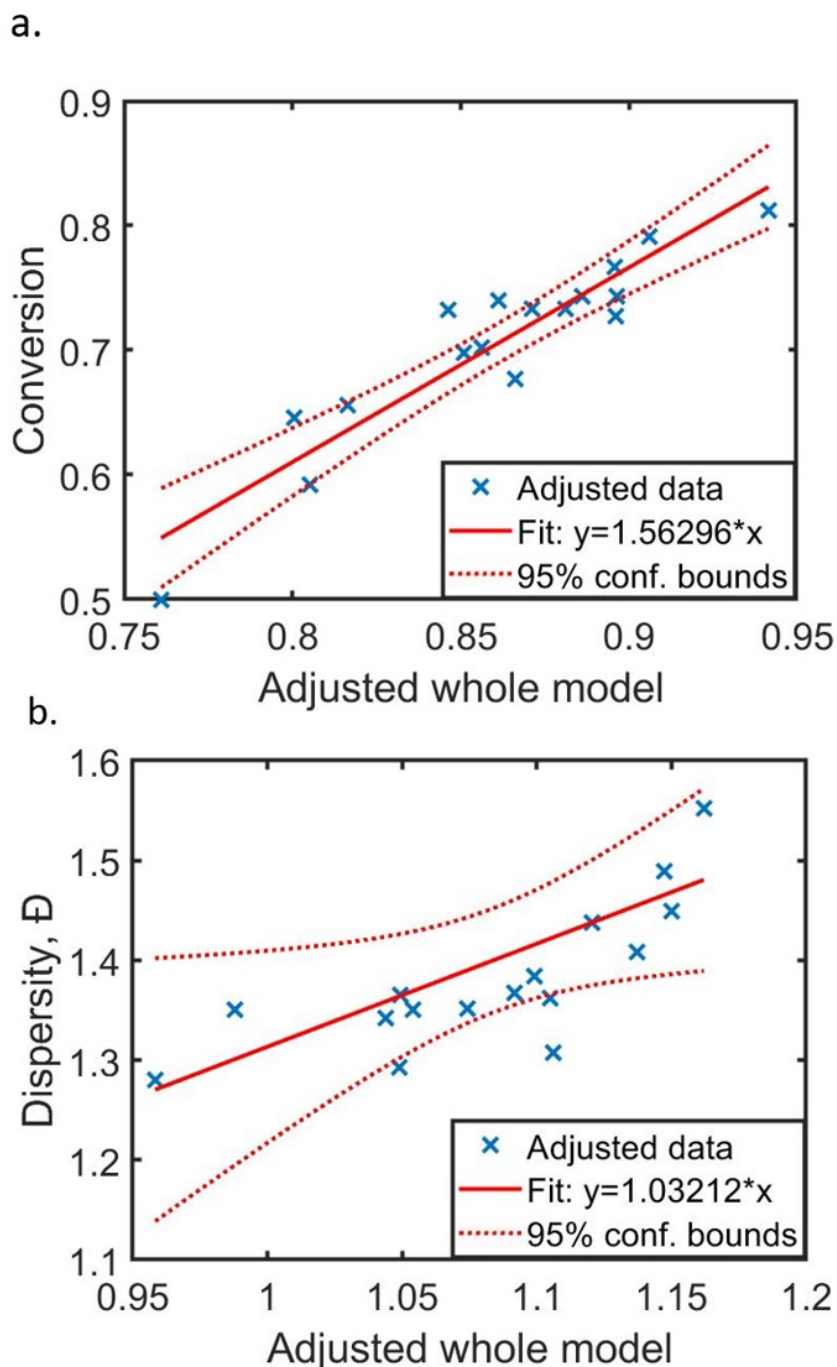 a.
0.9
0.8
0.7
0.6
0.5
Conversion
Adjusted data
Fit: y=1.56296*x
95% conf. bounds
0.75 0.8 0.85 0.9 0.95
Adjusted whole model
b.
1.6
1.5
1.4
1.3
1.2
1.1
Dispersity, Đ
Adjusted data
Fit: y=1.03212*x
95% conf. bounds
0.95 1 1.05 1.1 1.15 1.2
Adjusted whole model